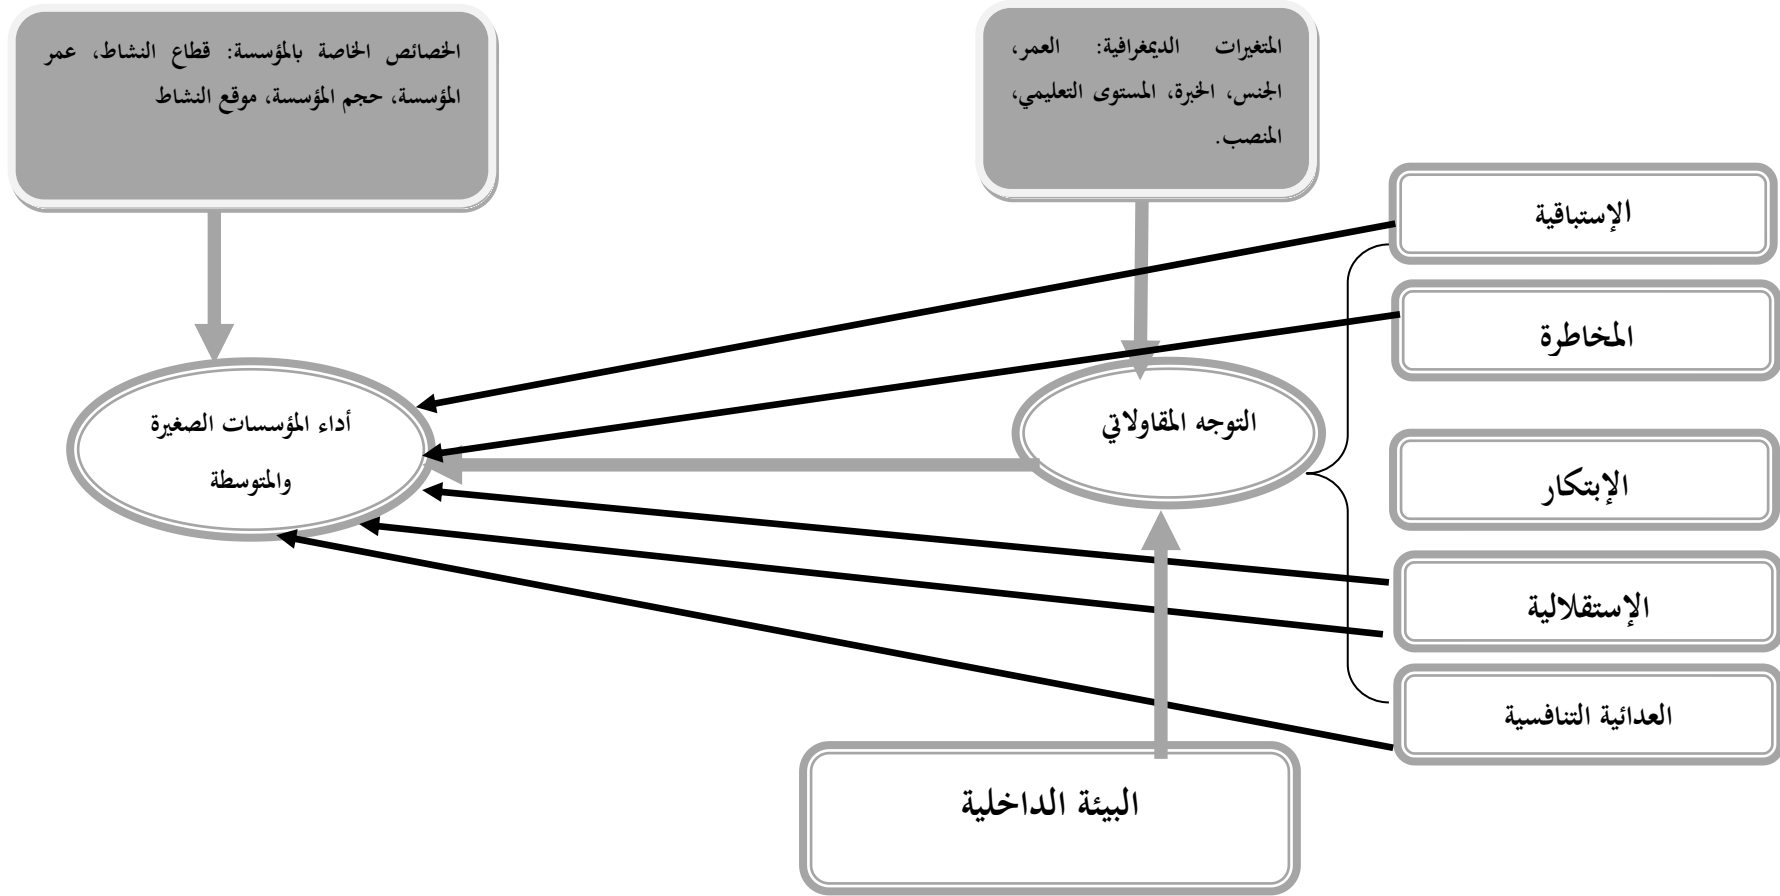 المتغيرات الديمغرافية: العمر،
الجنس، الخبرة، المستوى التعليمي،
المنصب.
الخصائص الخاصة بالمؤسسة: قطاع النشاط، عمر
المؤسسة، حجم المؤسسة، موقع النشاط
الإستباقية
المخاطرة
الإبتكار
الإستقلالية
العدائية التنافسية
التوجه المقاولاتي
أداء المؤسسات الصغيرة
والمتوسطة
البيئة الداخلية